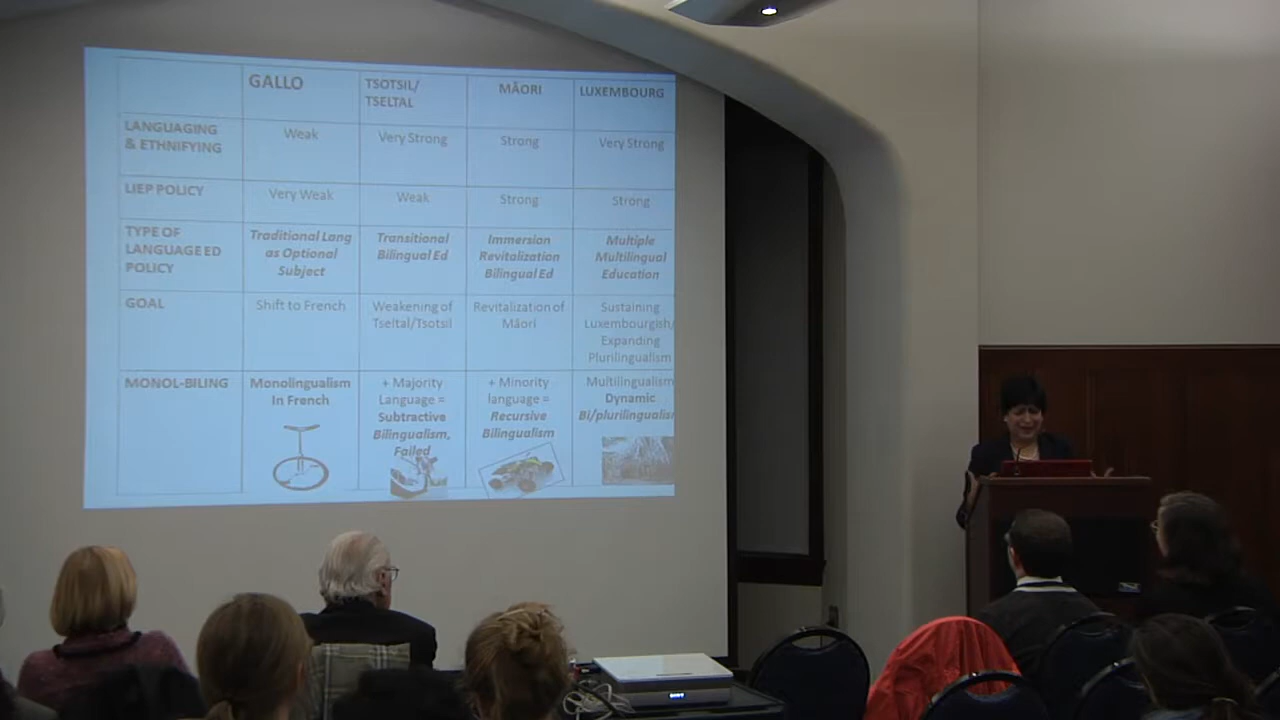 GALLO
TSOTSIL/
TSELTAL
MĀORI
LUXEMBOURG
LANGUAGING
& ETHNIFYING
Weak
Very Strong
Strong
Very Strong
LIEP POLICY
Very Weak
Weak
Strong
Strong
TYPE OF
LANGUAGE ED
POLICY
Traditional Lang
as Optional
Subject
Transitional
Bilingual Ed
Immersion
Revitalization
Bilingual Ed
Multiple
Multilingual
Education
GOAL
Shift to French
Weakening of
Tseltal/Tsotsil
Revitalization of
Māori
Sustaining
Luxembourgish/
Expanding
Plurilingualism
MONOL-BILING
Monolingualism
In French
+ Majority
Language =
Subtractive
Bilingualism,
Failed
+ Minority
language =
Recursive
Bilingualism
Multilingualism
Dynamic
Bi/plurilingualis